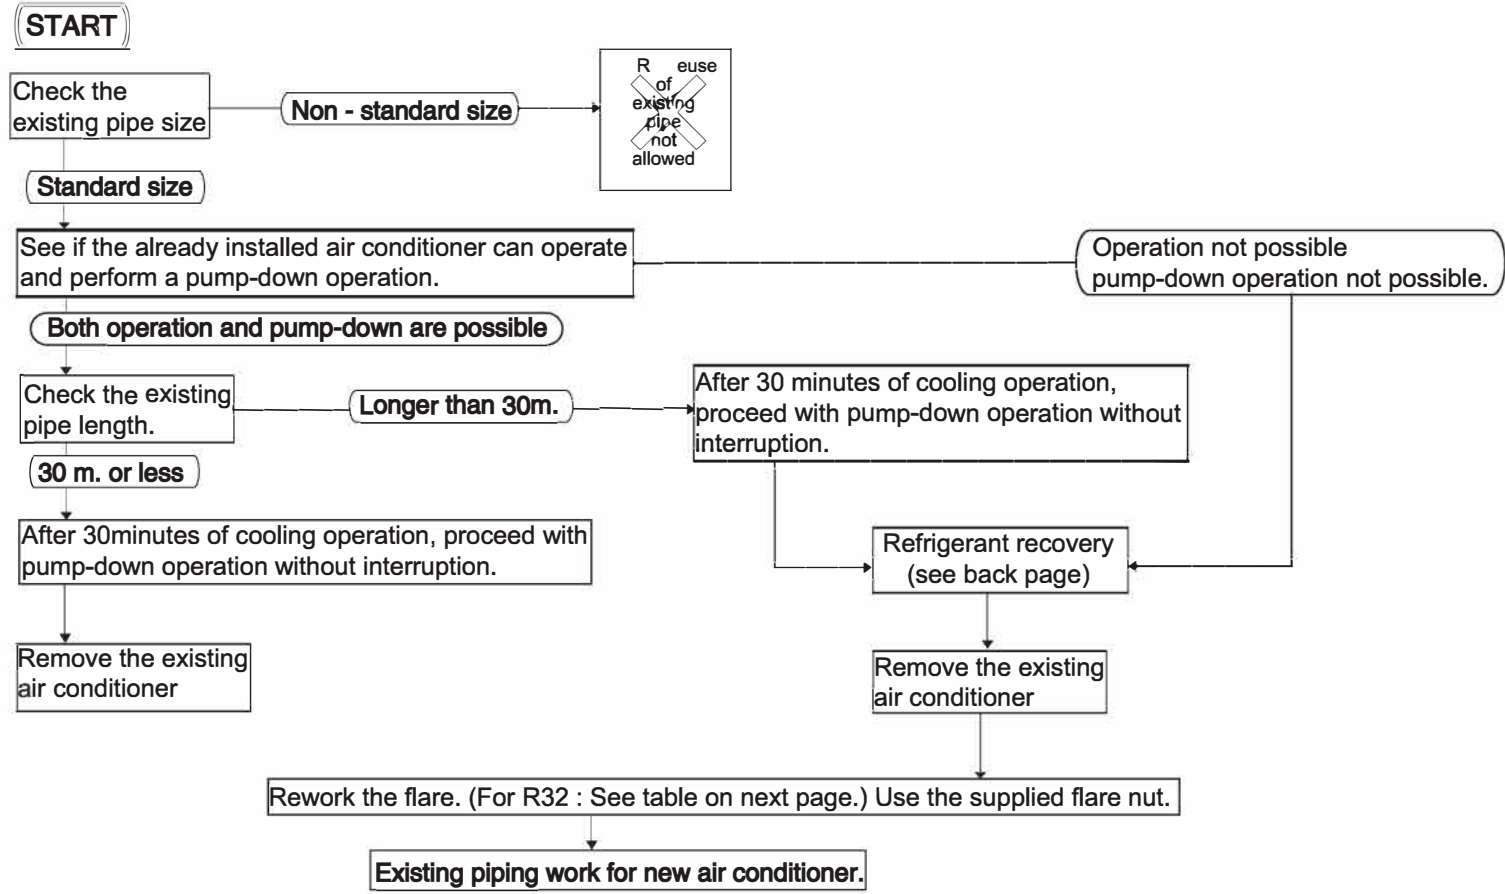 START
Check the
existing pipe size
Non - standard size
R euse
of
existing
pipe
not
allowed
Standard size
See if the already installed air conditioner can operate
and perform a pump-down operation.
Operation not possible
pump-down operation not possible.
Both operation and pump-down are possible
Check the existing
pipe length.
Longer than 30m.
After 30 minutes of cooling operation,
proceed with pump-down operation without
interruption.
30 m. or less
After 30minutes of cooling operation, proceed with
pump-down operation without interruption.
Refrigerant recovery
(see back page)
Remove the existing
air conditioner
Remove the existing
air conditioner
Rework the flare. (For R32 : See table on next page.) Use the supplied flare nut.
Existing piping work for new air conditioner.